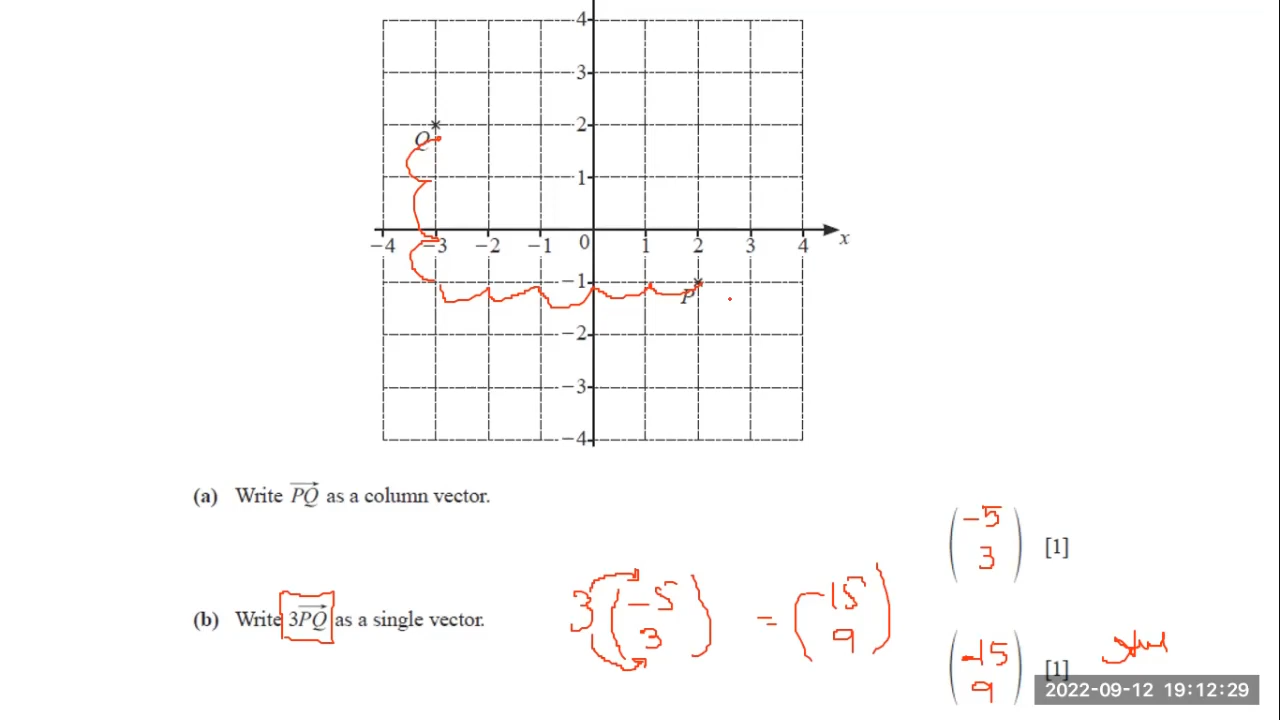 4
3
2
Q
1
−4 −3 −2 −1 0 1 2 3 4 x
−1
P
−2
−3
−4
(a) Write PQ as a column vector.
−5
3
[1]
(b) Write 3PQ as a single vector.
3 (−5 3) = (−15 9)
−15
9
[1]
2022-09-12 19:12:29